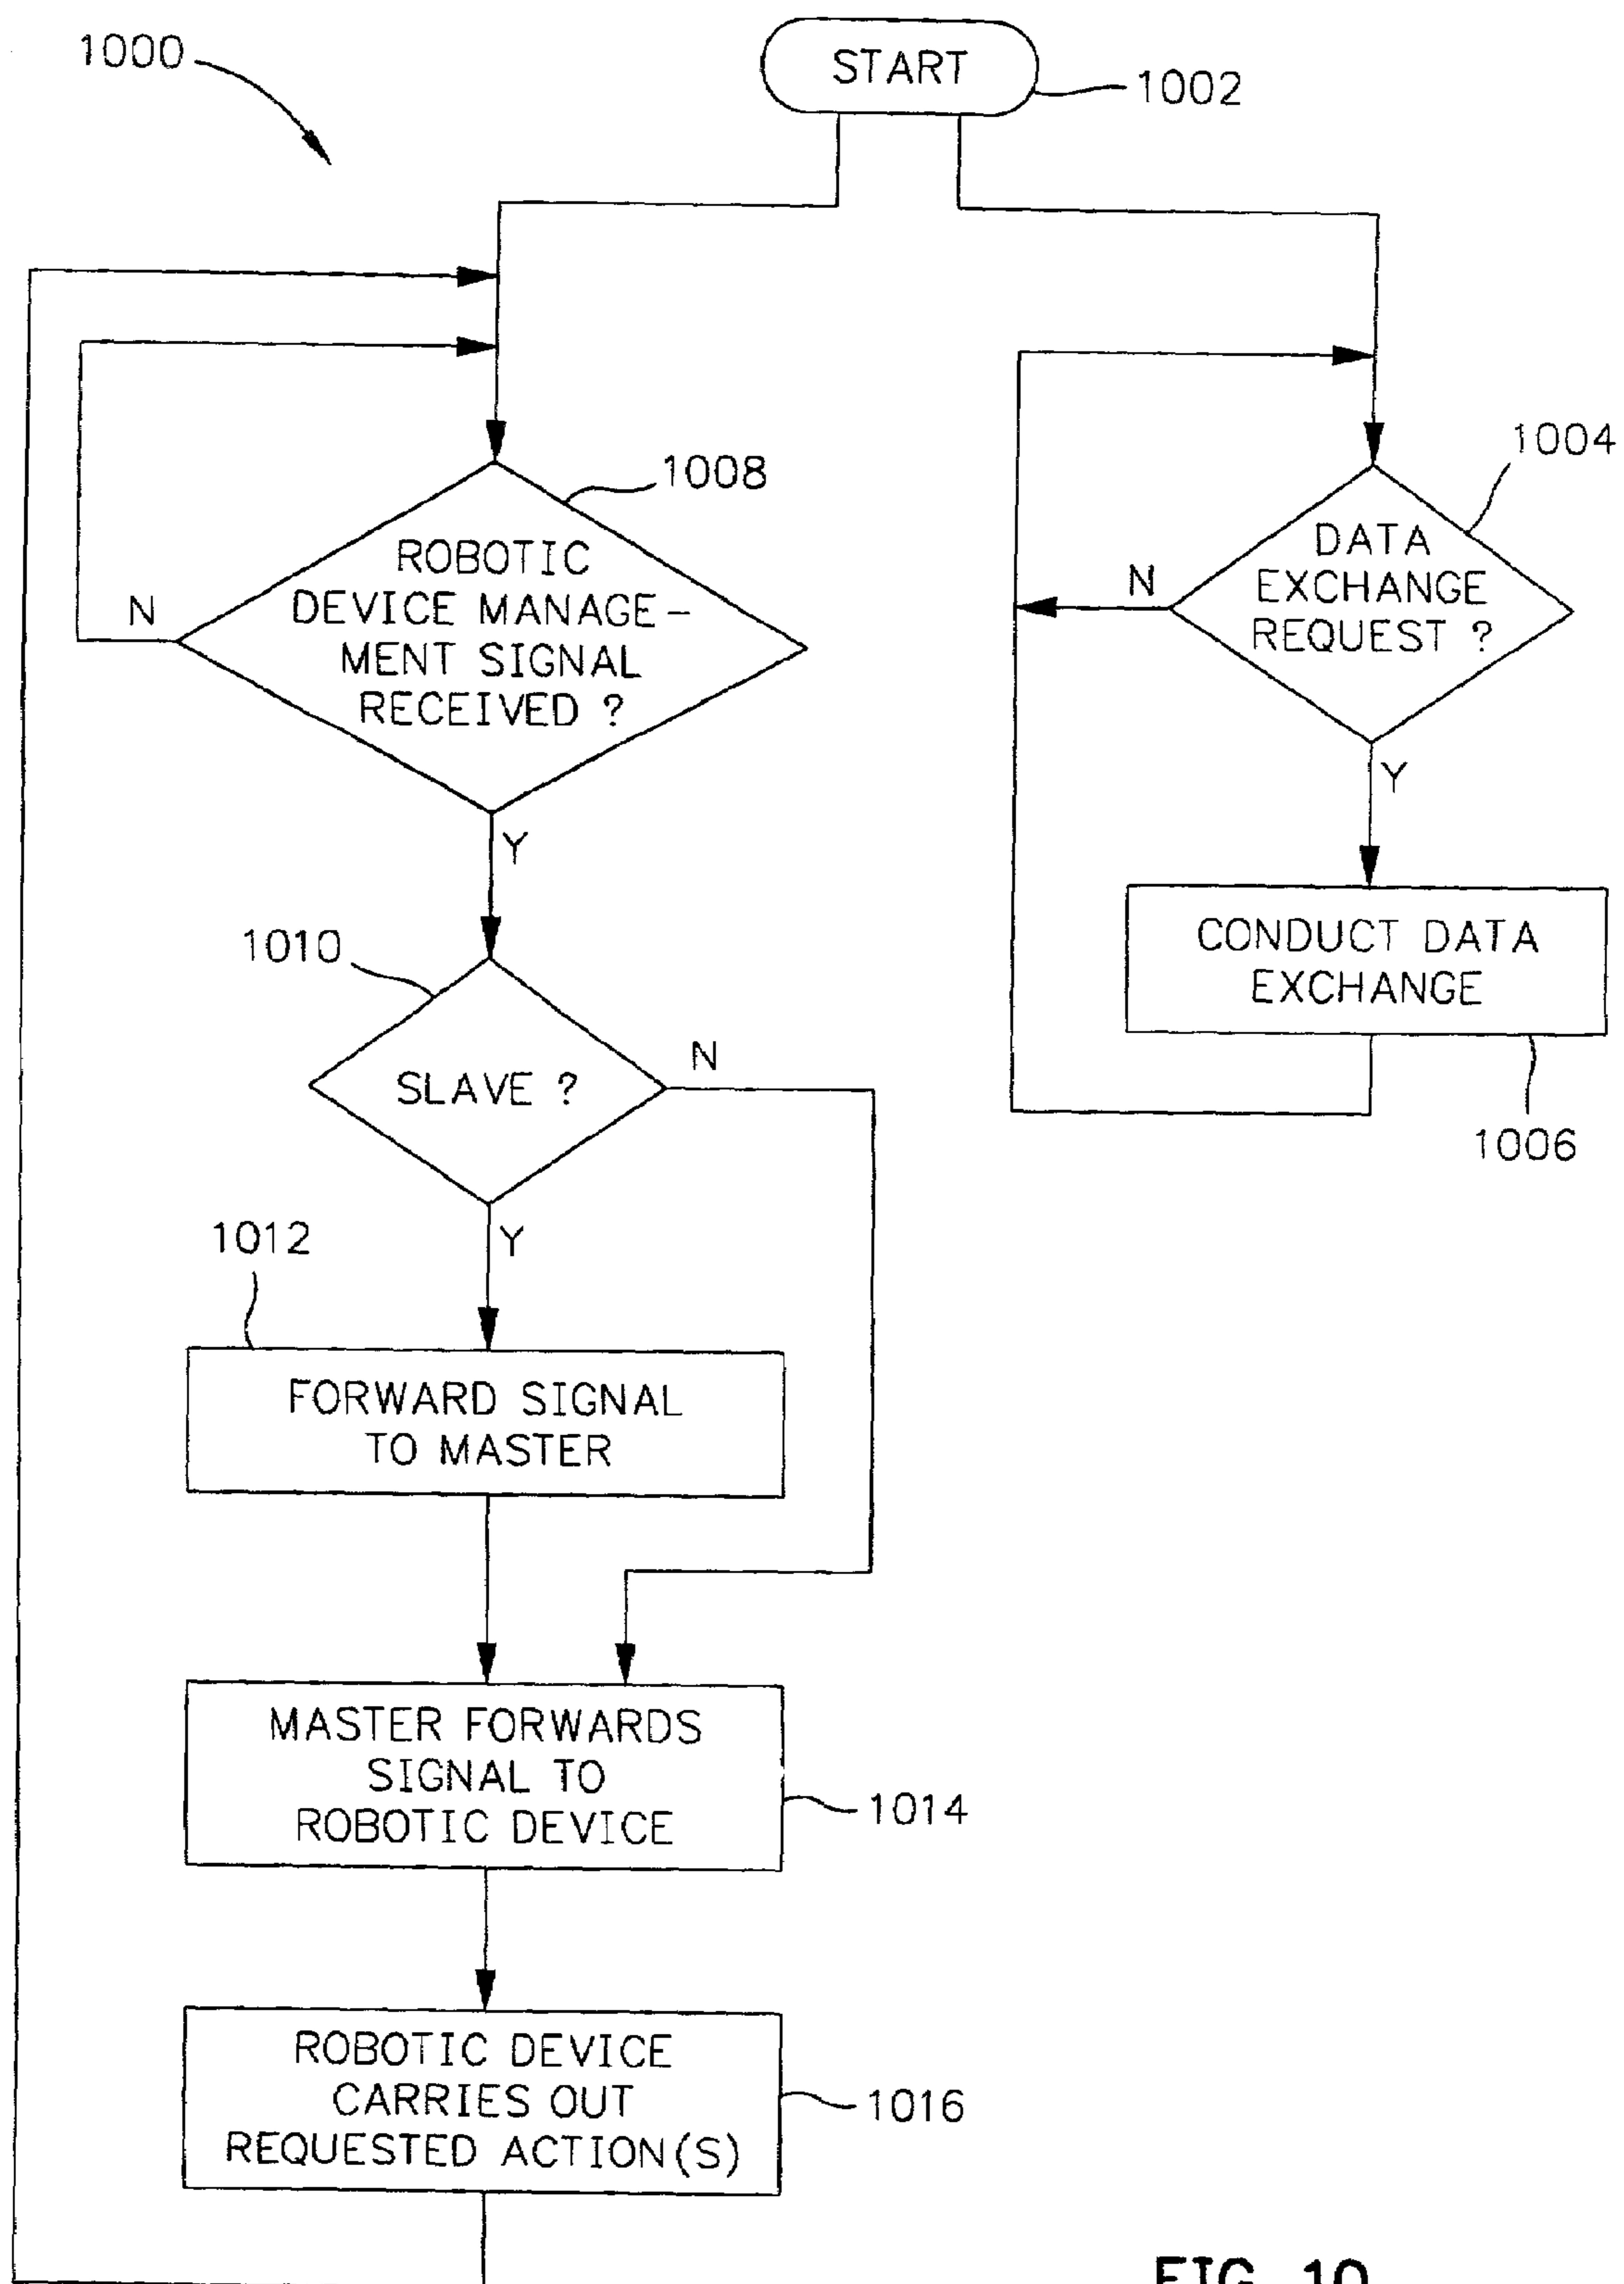 1000
START
1002
1008
ROBOTIC
DEVICE MANAGE-
MENT SIGNAL
RECEIVED ?
N
Y
1004
DATA
EXCHANGE
REQUEST ?
N
Y
CONDUCT DATA
EXCHANGE
1006
1010
SLAVE ?
N
Y
1012
FORWARD SIGNAL
TO MASTER
MASTER FORWARDS
SIGNAL TO
ROBOTIC DEVICE
1014
ROBOTIC DEVICE
CARRIES OUT
REQUESTED ACTION(S)
1016
FIG. 10